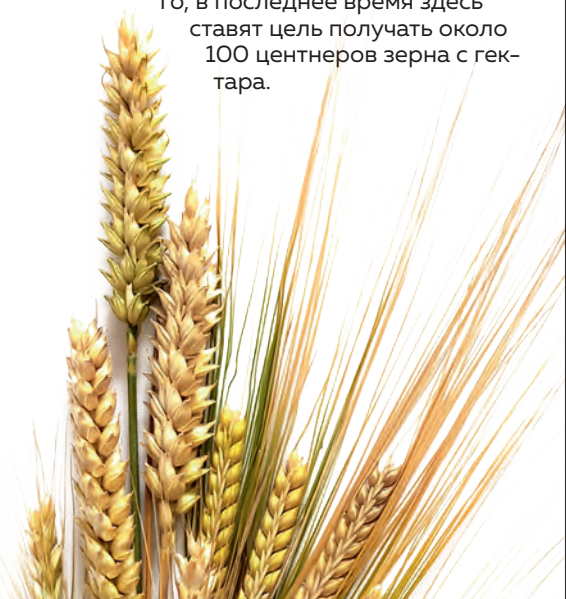 то, в последнее время здесь
ставят цель получать около
100 центнеров зерна с гек-
тара.